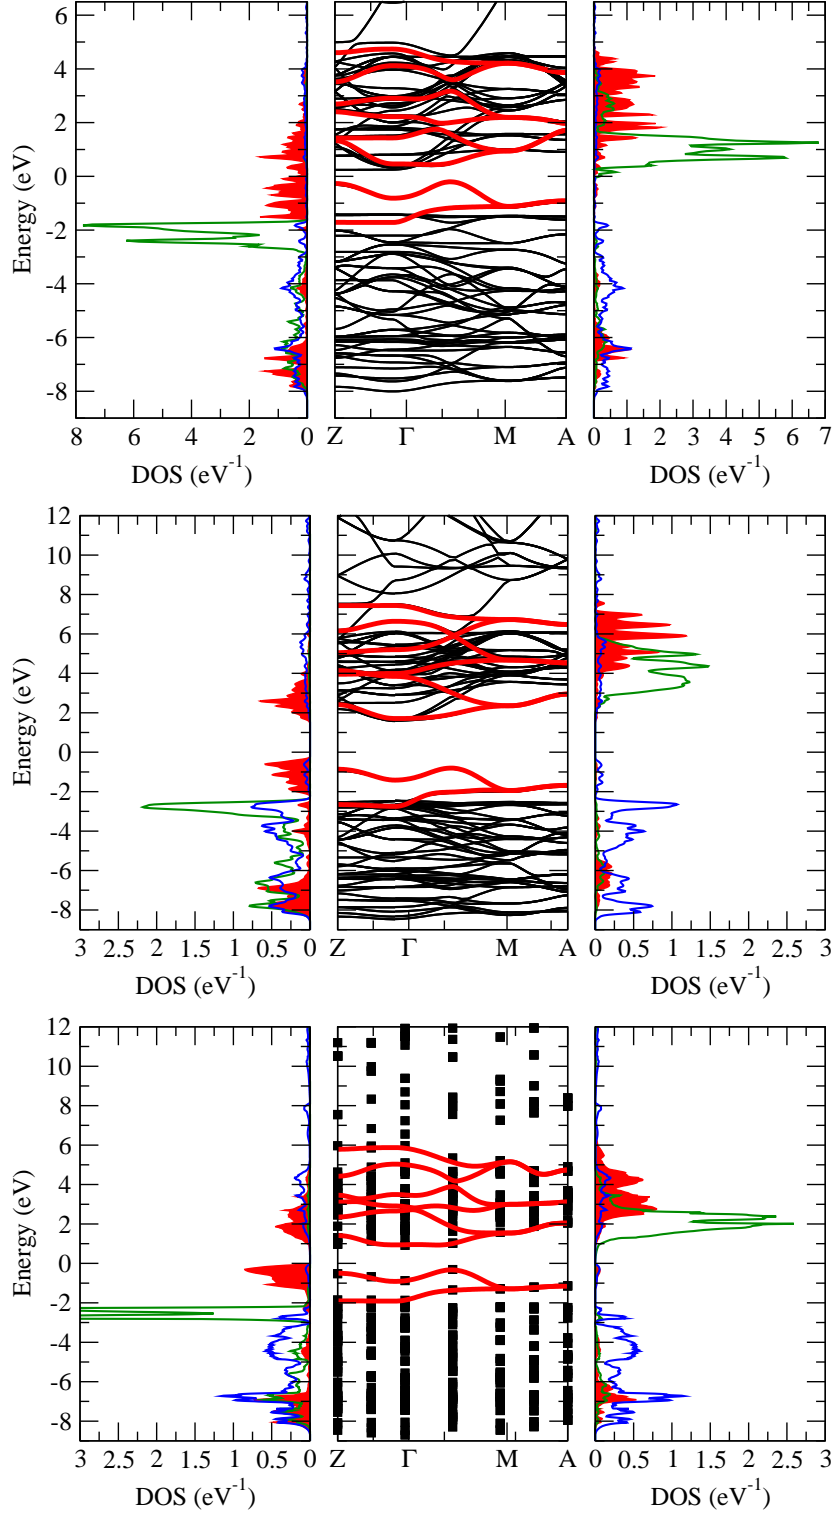 6
4
2
0
-2
-4
-6
-8
Energy (eV)
8 6 4 2 0
DOS (eV-1)
Z Γ M A
0 1 2 3 4 5 6 7
DOS (eV-1)
12
10
8
6
4
2
0
-2
-4
-6
-8
Energy (eV)
3 2.5 2 1.5 1 0.5 0
DOS (eV-1)
Z Γ M A
0 0.5 1 1.5 2 2.5 3
DOS (eV-1)
12
10
8
6
4
2
0
-2
-4
-6
-8
Energy (eV)
3 2.5 2 1.5 1 0.5 0
DOS (eV-1)
Z Γ M A
0 0.5 1 1.5 2 2.5 3
DOS (eV-1)